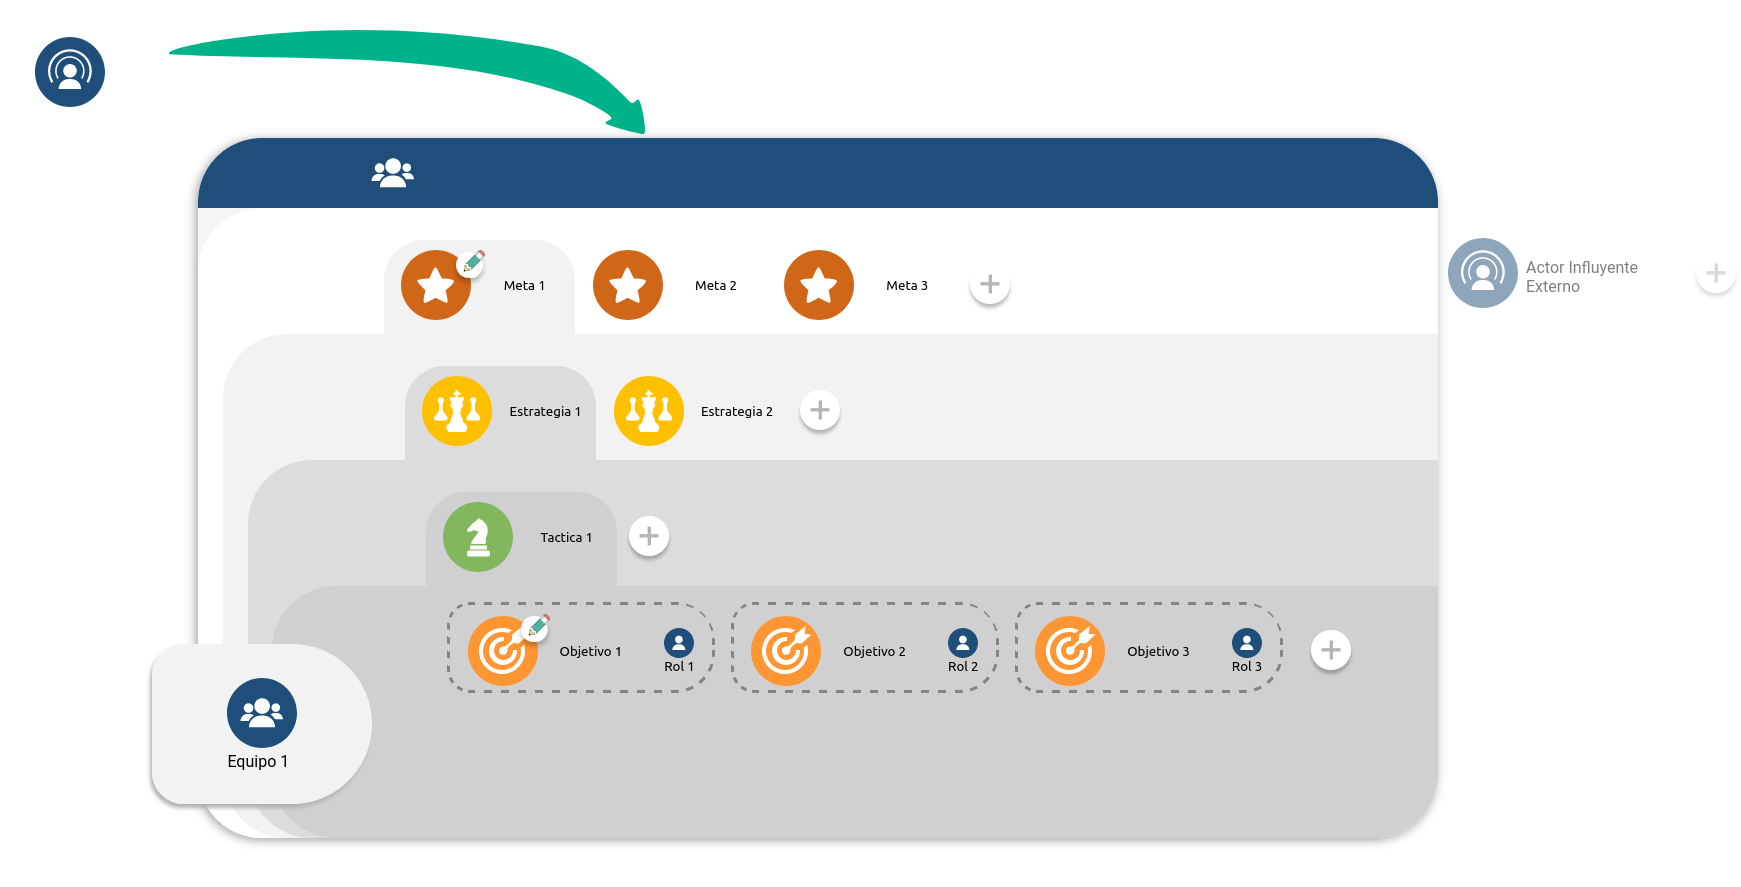 Meta 1
Meta 2
Meta 3
Actor Influyente
Externo
Estrategia 1
Estrategia 2
Tactica 1
Objetivo 1
Rol 1
Objetivo 2
Rol 2
Objetivo 3
Rol 3
Equipo 1